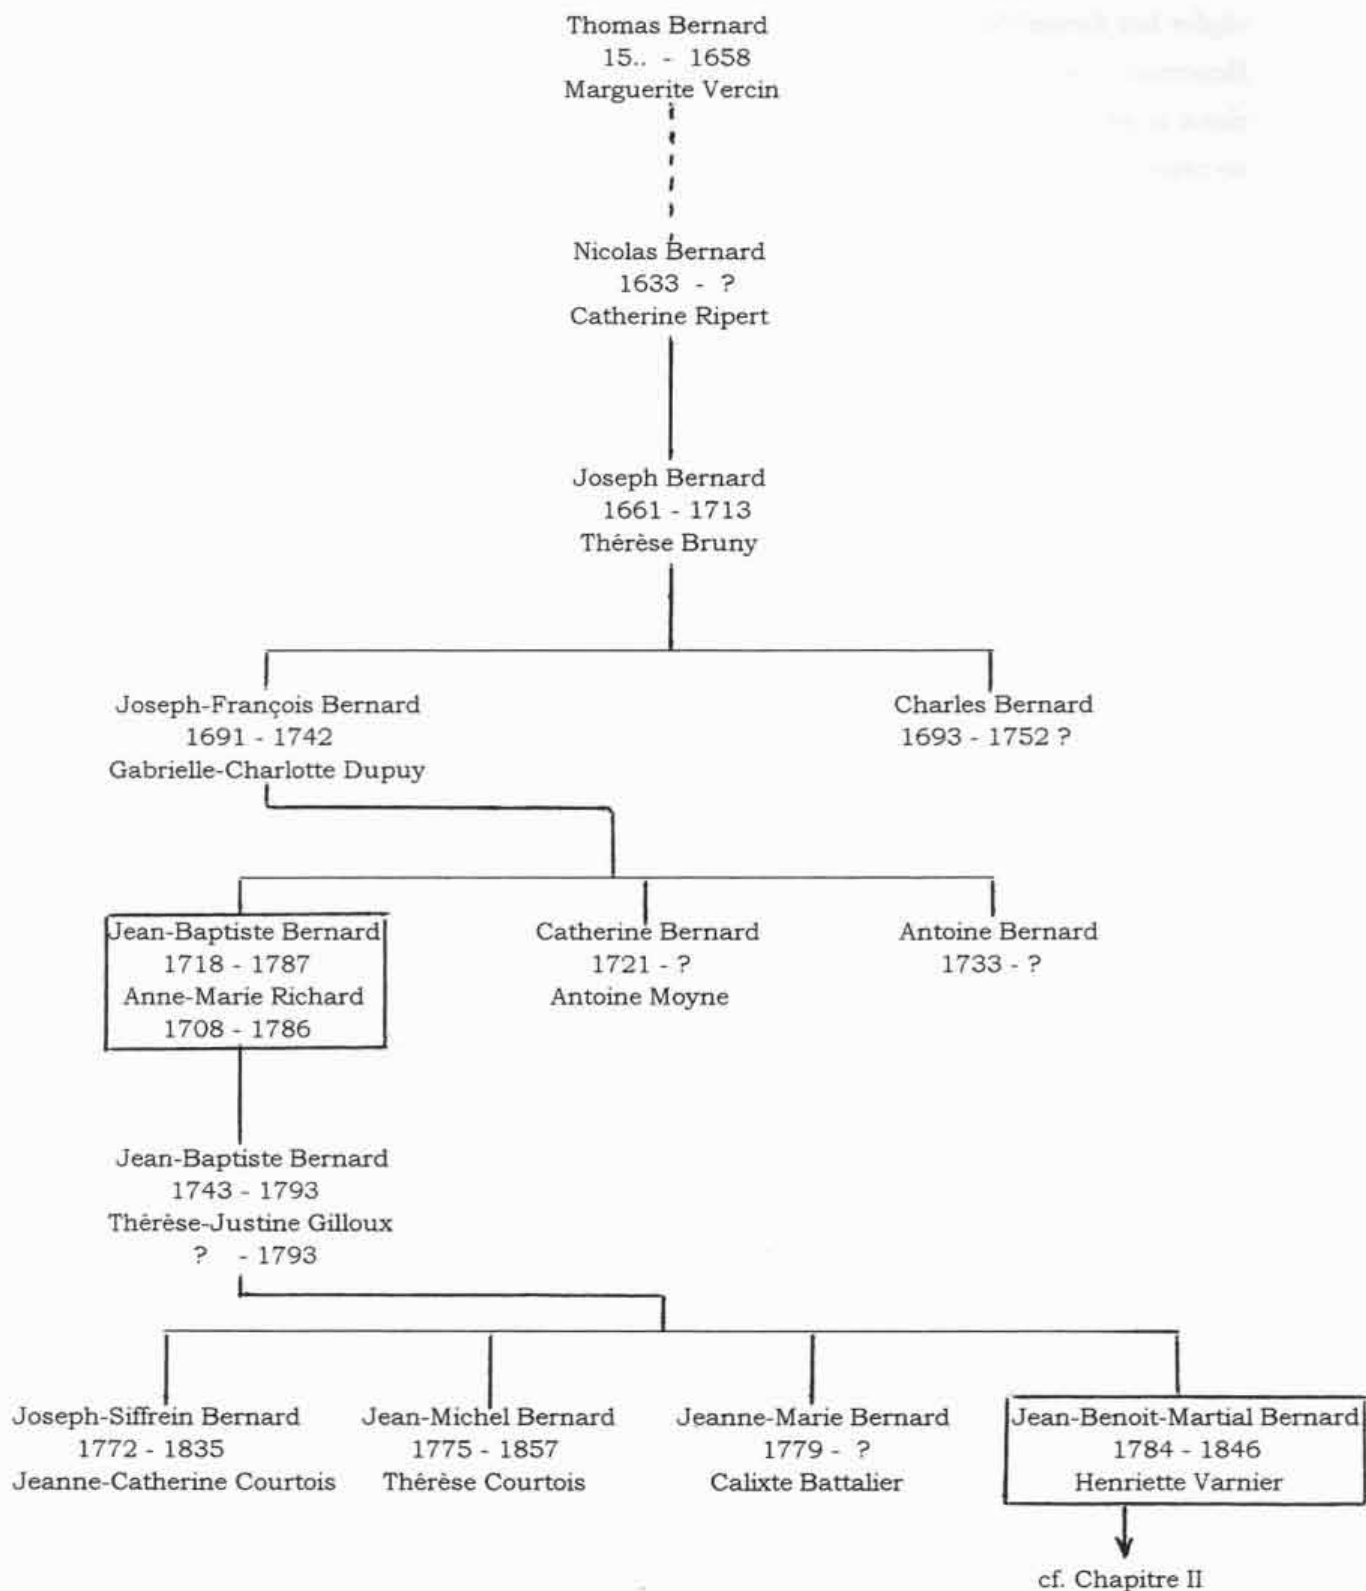 Thomas Bernard
15.. - 1658
Marguerite Vercin
Nicolas Bernard
1633 - ?
Catherine Ripert
Joseph Bernard
1661 - 1713
Thérèse Bruny
Joseph-François Bernard
1691 - 1742
Gabrielle-Charlotte Dupuy
Charles Bernard
1693 - 1752 ?
Jean-Baptiste Bernard
1718 - 1787
Anne-Marie Richard
1708 - 1786
Catherine Bernard
1721 - ?
Antoine Moyne
Antoine Bernard
1733 - ?
Jean-Baptiste Bernard
1743 - 1793
Thérèse-Justine Gilloux
? - 1793
Joseph-Siffrein Bernard
1772 - 1835
Jeanne-Catherine Courtois
Jean-Michel Bernard
1775 - 1857
Thérèse Courtois
Jeanne-Marie Bernard
1779 - ?
Calixte Battalier
Jean-Benoit-Martial Bernard
1784 - 1846
Henriette Varnier
cf. Chapitre II